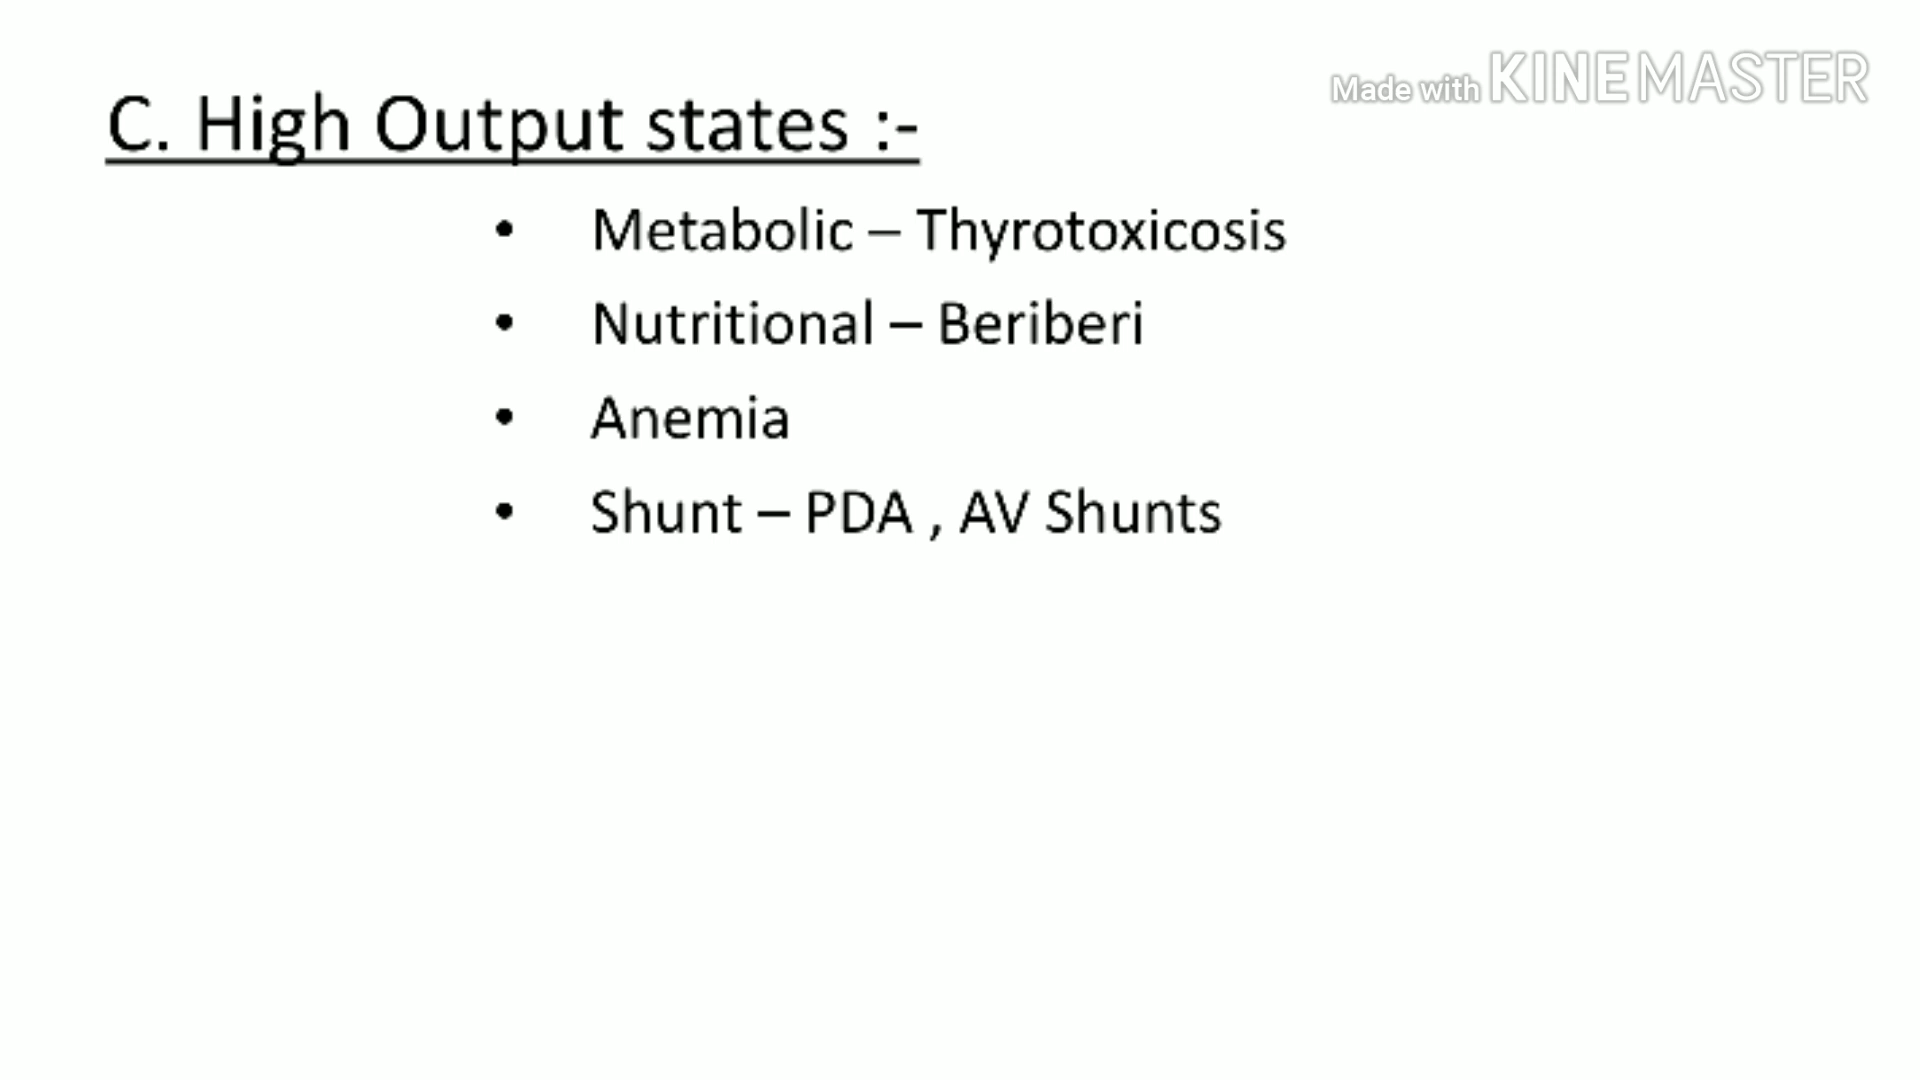 Made with KINEMASTER
C. High Output states :-
• Metabolic – Thyrotoxicosis
• Nutritional – Beriberi
• Anemia
• Shunt – PDA , AV Shunts